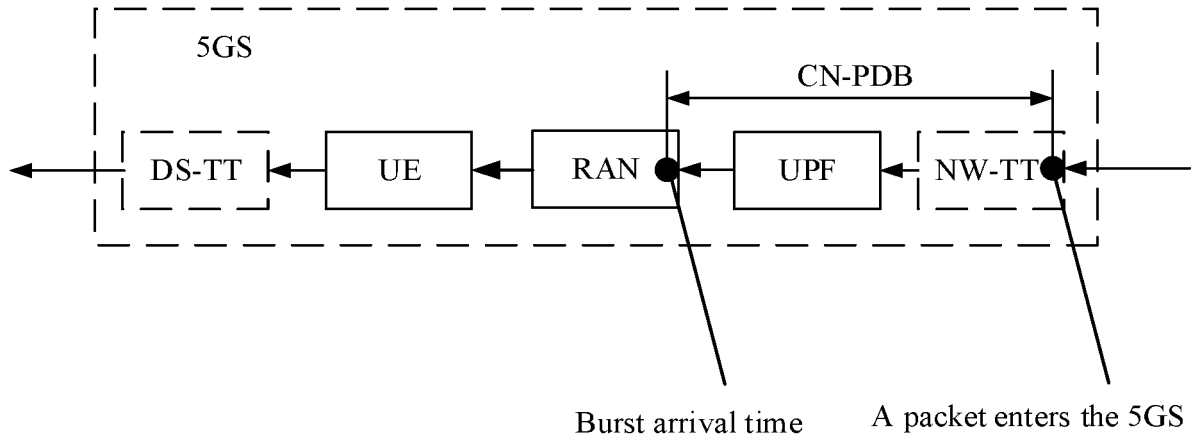 5GS
CN-PDB
DS-TT
UE
RAN
UPF
NW-TT
Burst arrival time
A packet enters the 5GS